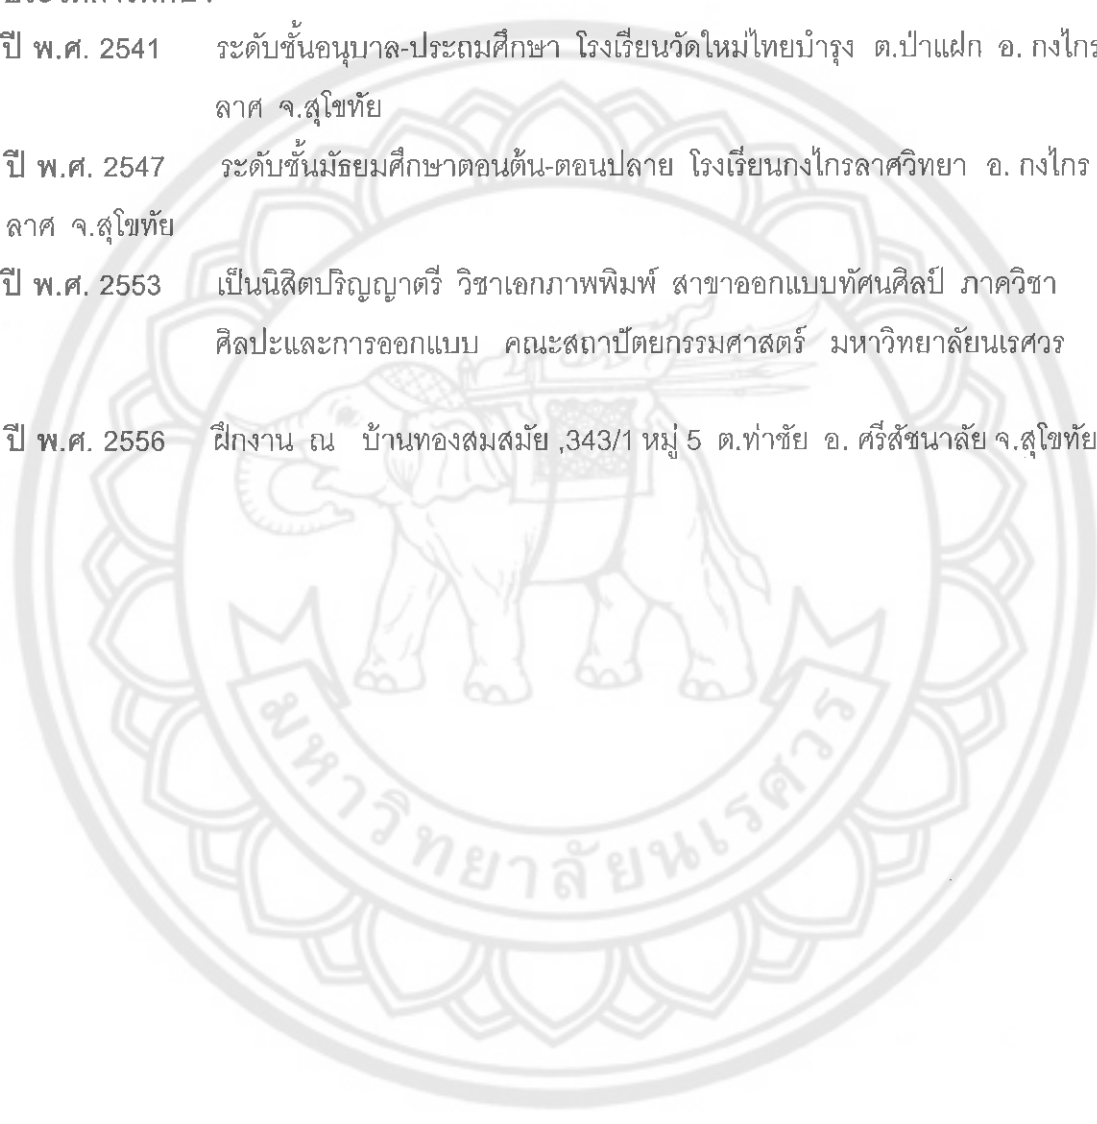 ประวัติการศึกษา
ปี พ.ศ. 2541 ระดับชั้นอนุบาล-ประถมศึกษา โรงเรียนวัดใหม่ไทยบำรุง ต.ป่าแฝก อ. กงไกร
ลาศ จ.สุโขทัย
ปี พ.ศ. 2547 ระดับชั้นมัธยมศึกษาตอนต้น-ตอนปลาย โรงเรียนกงไกรลาศวิทยา อ. กงไกร
ลาศ จ.สุโขทัย
ปี พ.ศ. 2553 เป็นนิสิตปริญญาตรี วิชาเอกภาพพิมพ์ สาขาออกแบบทัศนศิลป์ ภาควิชา
ศิลปะและการออกแบบ คณะสถาปัตยกรรมศาสตร์ มหาวิทยาลัยนเรศวร
ปี พ.ศ. 2556 ฝึกงาน ณ บ้านทองสมสมัย ,343/1 หมู่ 5 ต.ท่าชัย อ. ศรีสัชนาลัย จ.สุโขทัย
มหาวิทยาลัยนเรศวร